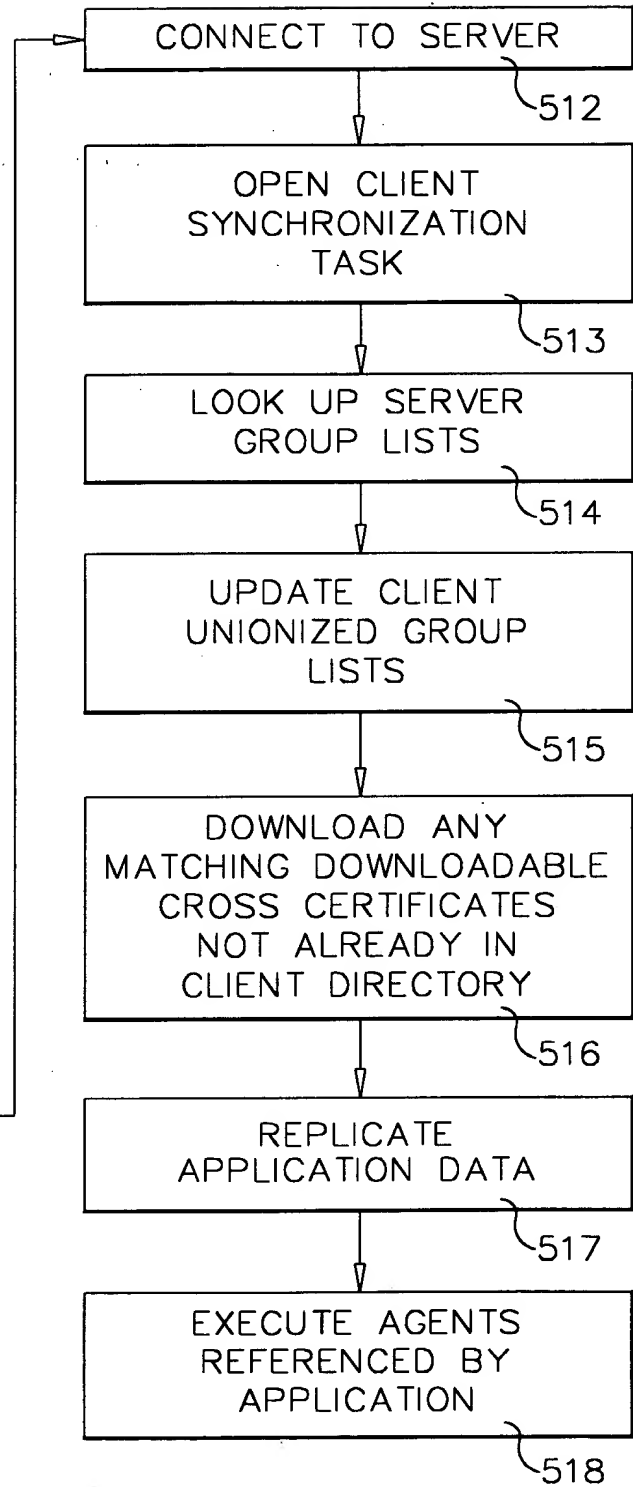 CONNECT TO SERVER
512
OPEN CLIENT
SYNCHRONIZATION
TASK
513
LOOK UP SERVER
GROUP LISTS
514
UPDATE CLIENT
UNIONIZED GROUP
LISTS
515
DOWNLOAD ANY
MATCHING DOWNLOADABLE
CROSS CERTIFICATES
NOT ALREADY IN
CLIENT DIRECTORY
516
REPLICATE
APPLICATION DATA
517
EXECUTE AGENTS
REFERENCED BY
APPLICATION
518